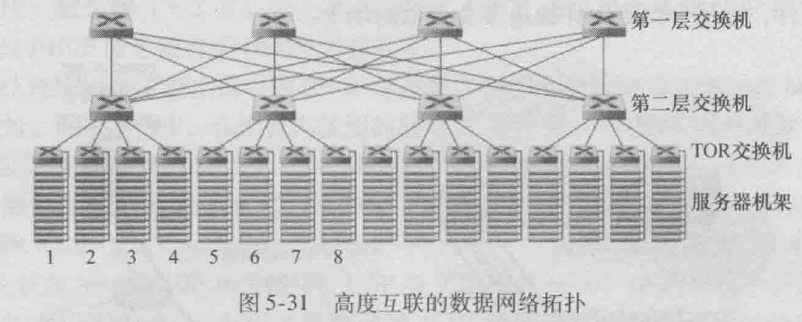 第一层交换机
第二层交换机
TOR交换机
服务器机架
1 2 3 4 5 6 7 8
图 5-31 高度互联的数据网络拓扑